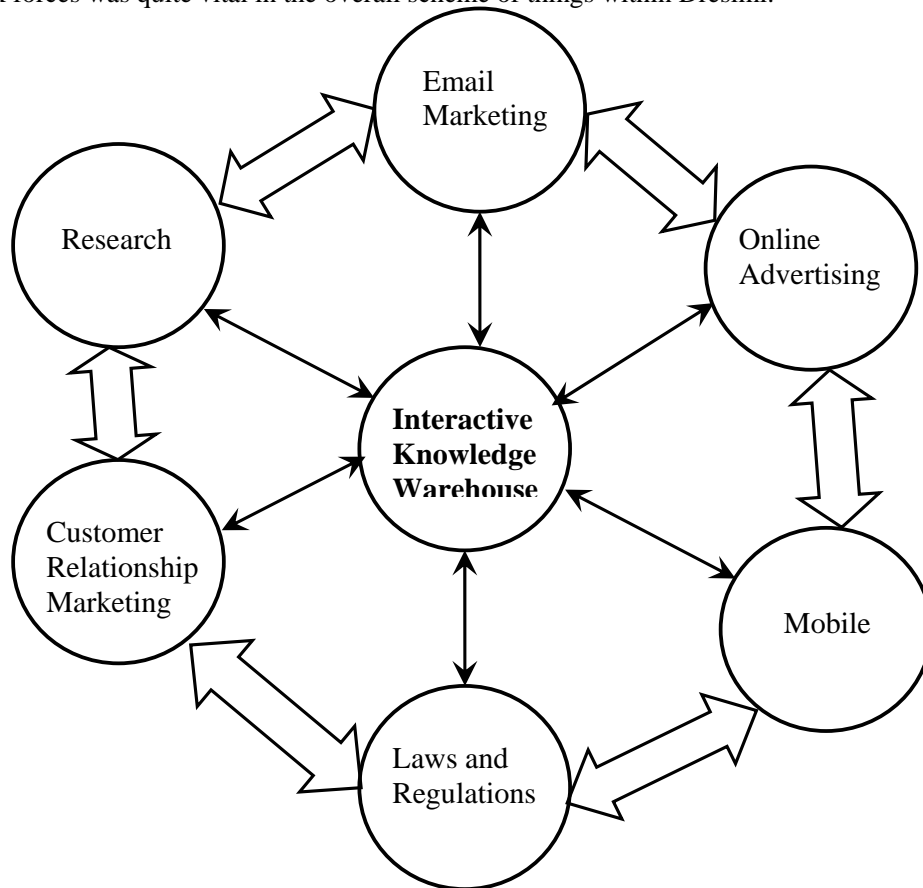 forces was quite vital in the overall scheme of things within
Email
Marketing
Research
Online
Advertising
Interactive
Knowledge
Warehouse
Customer
Relationship
Marketing
Mobile
Laws and
Regulations